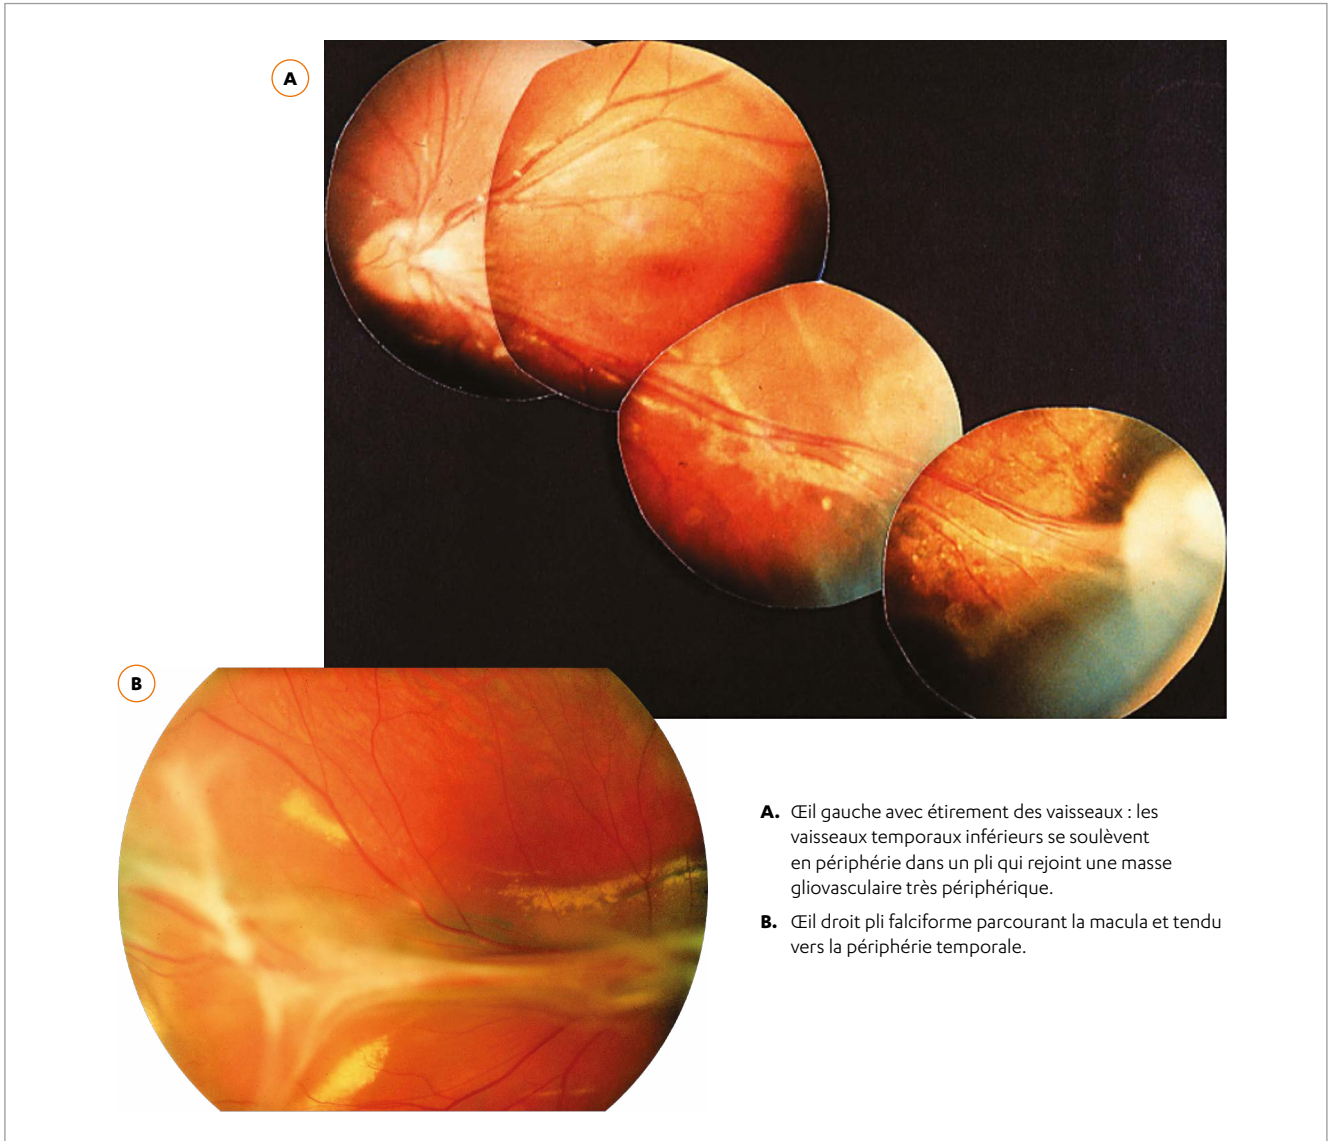 A
B
A. Œil gauche avec étirement des vaisseaux : les
vaisseaux temporaux inférieurs se soulèvent
en périphérie dans un pli qui rejoint une masse
gliovasculaire très périphérique.
B. Œil droit pli falciforme parcourant la macula et tendu
vers la périphérie temporale.